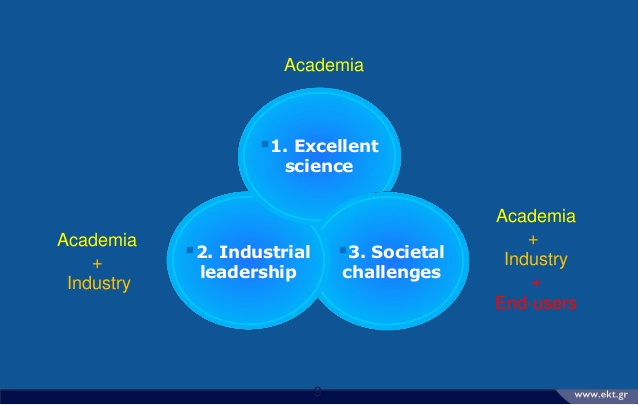 Academia
1. Excellent
science
Academia
+
Industry
2. Industrial
leadership
3. Societal
challenges
Academia
+
Industry
+
End-users
www.ekt.gr